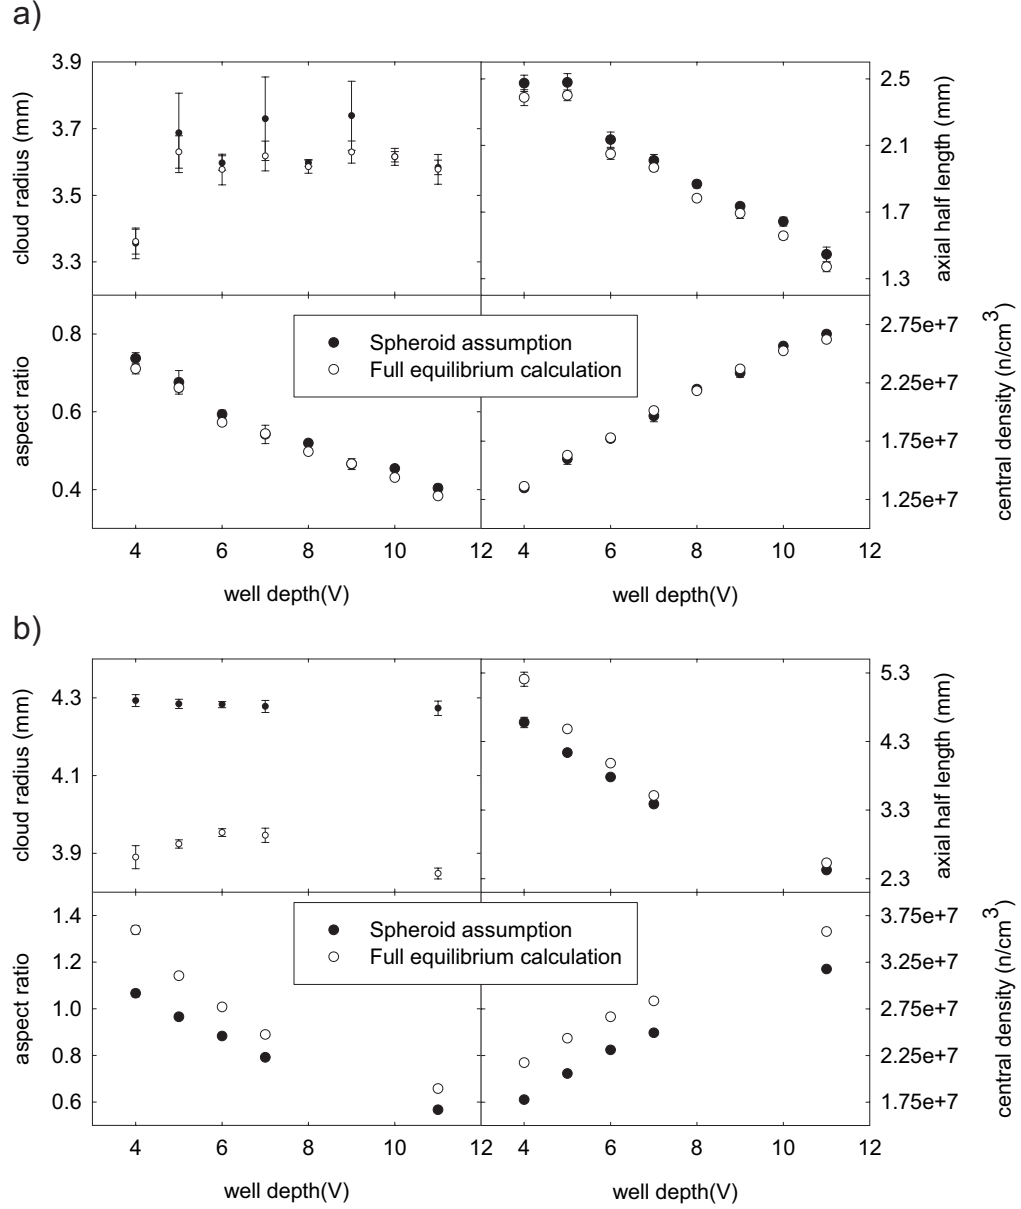 a)
3.9
3.7
3.5
3.3
cloud radius (mm)
2.5
2.1
1.7
1.3
axial half length (mm)
0.8
0.6
0.4
aspect ratio
Spheroid assumption
Full equilibrium calculation
2.75e+7
2.25e+7
1.75e+7
1.25e+7
central density (n/cm3)
4 6 8 10 12 4 6 8 10 12
well depth(V) well depth(V)
b)
4.3
4.1
3.9
cloud radius (mm)
5.3
4.3
3.3
2.3
axial half length (mm)
1.4
1.2
1.0
0.8
0.6
aspect ratio
Spheroid assumption
Full equilibrium calculation
3.75e+7
3.25e+7
2.75e+7
2.25e+7
1.75e+7
central density (n/cm3)
4 6 8 10 12 4 6 8 10 12
well depth(V) well depth(V)